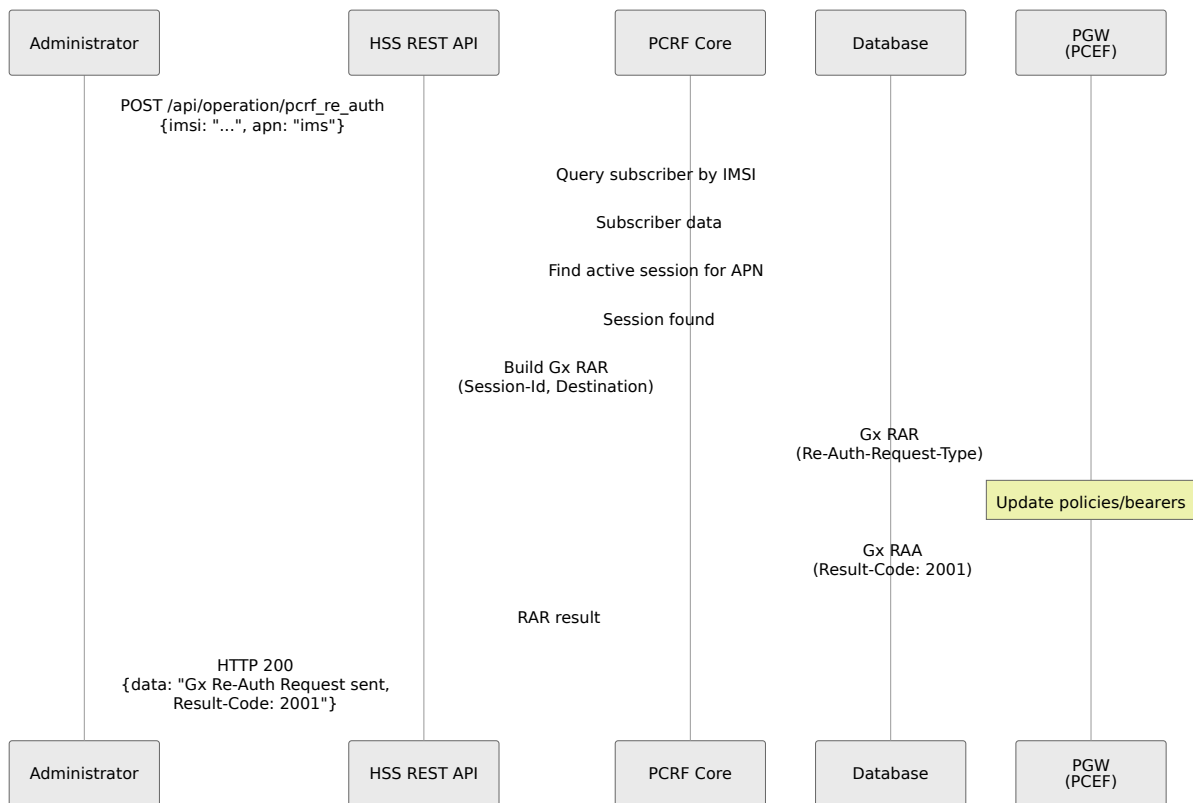 Administrator
HSS REST API
PCRF Core
Database
PGW
(PCEF)
POST /api/operation/pcrf_re_auth
{imsi: "...", apn: "ims"}
Query subscriber by IMSI
Subscriber data
Find active session for APN
Session found
Build Gx RAR
(Session-Id, Destination)
Gx RAR
(Re-Auth-Request-Type)
Update policies/bearers
Gx RAA
(Result-Code: 2001)
RAR result
HTTP 200
{data: "Gx Re-Auth Request sent,
Result-Code: 2001"}
Administrator
HSS REST API
PCRF Core
Database
PGW
(PCEF)